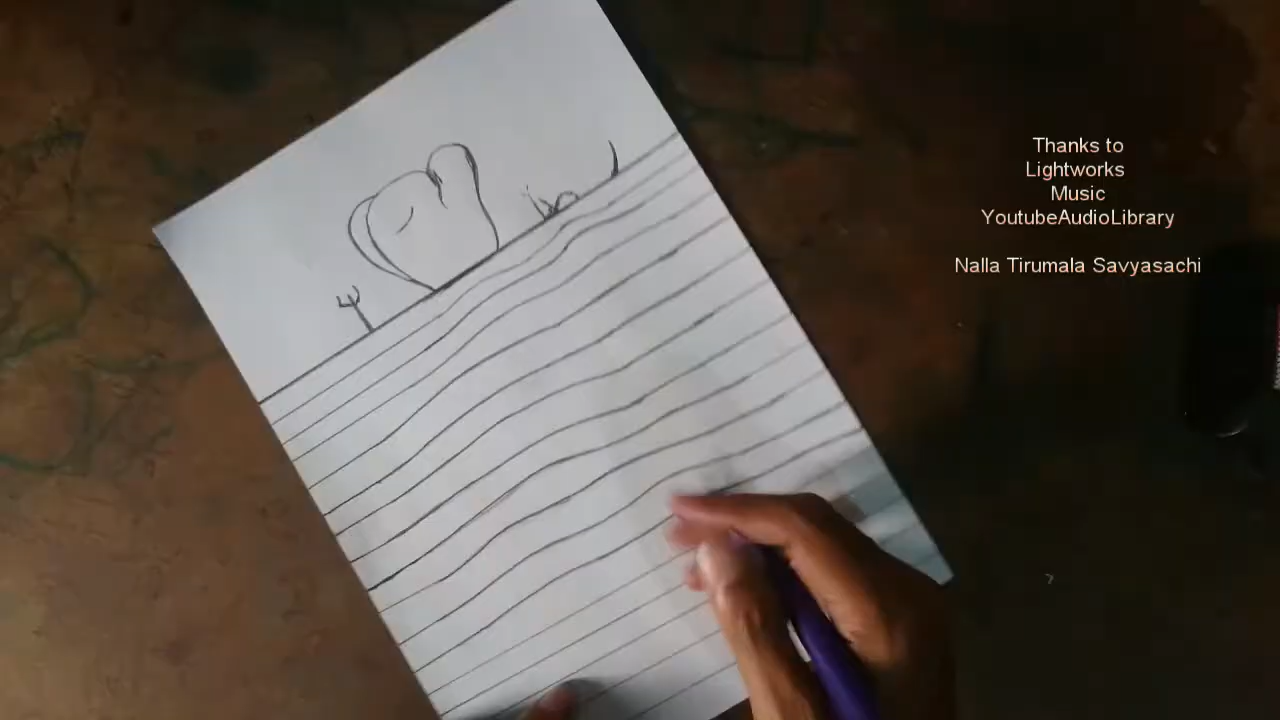 Thanks to
Lightworks
Music
YoutubeAudioLibrary
Nalla Tirumala Savyasachi